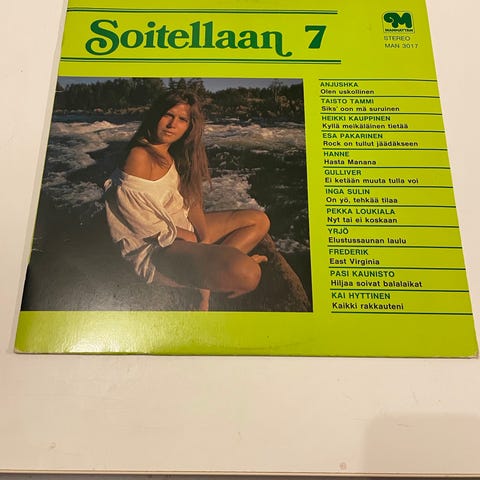 Soitellaan 7
MANHATTAN
STEREO
MAN 3017
ANJUSHKA
Olen uskollinen
TAISTO TAMMI
Siks' oon mä suruinen
HEIKKI KAUPPINEN
Kyllä meikäläinen tietää
ESA PAKARINEN
Rock on tullut jäädäkseen
HANNE
Hasta Manana
GULLIVER
Ei ketään muuta tulla voi
INGA SULIN
On yö, tehkää tilaa
PEKKA LOUKIALA
Nyt tai ei koskaan
YRJÖ
Elustussaunan laulu
FREDERIK
East Virginia
PASI KAUNISTO
Hiljaa soivat balalaikat
KAI HYTTINEN
Kaikki rakkauteni